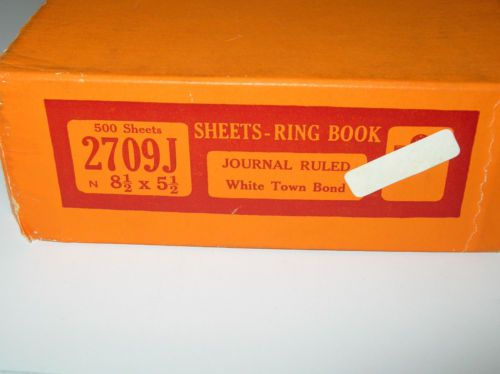 500 Sheets
2709J
N 8½ x 5½
SHEETS-RING BOOK
JOURNAL RULED
White Town Bond